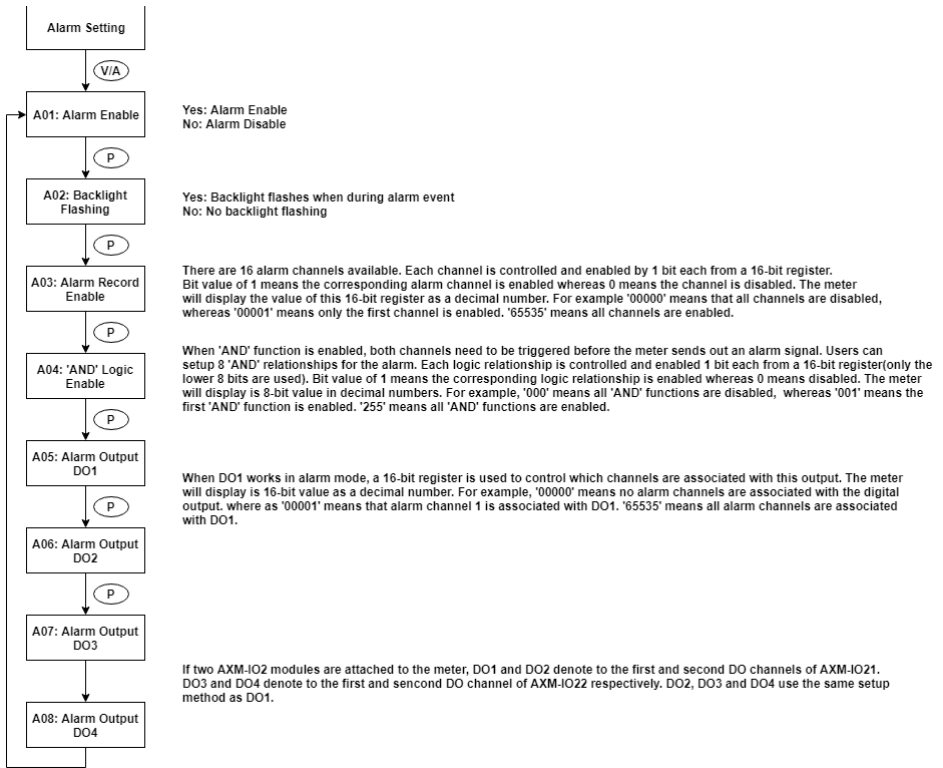 Alarm Setting
V/A
A01: Alarm Enable
Yes: Alarm Enable
No: Alarm Disable
P
A02: Backlight
Flashing
Yes: Backlight flashes when during alarm event
No: No backlight flashing
P
A03: Alarm Record
Enable
There are 16 alarm channels available. Each channel is controlled and enabled by 1 bit each from a 16-bit register.
Bit value of 1 means the corresponding alarm channel is enabled whereas 0 means the channel is disabled. The meter
will display the value of this 16-bit register as a decimal number. For example '00000' means that all channels are disabled,
whereas '00001' means only the first channel is enabled. '65535' means all channels are enabled.
P
A04: 'AND' Logic
Enable
When 'AND' function is enabled, both channels need to be triggered before the meter sends out an alarm signal. Users can
setup 8 'AND' relationships for the alarm. Each logic relationship is controlled and enabled 1 bit each from a 16-bit register(only the
lower 8 bits are used). Bit value of 1 means the corresponding logic relationship is enabled whereas 0 means disabled. The meter
will display is 8-bit value in decimal numbers. For example, '000' means all 'AND' functions are disabled, whereas '001' means the
first 'AND' function is enabled. '255' means all 'AND' functions are enabled.
P
A05: Alarm Output
DO1
When DO1 works in alarm mode, a 16-bit register is used to control which channels are associated with this output. The meter
will display is 16-bit value as a decimal number. For example, '00000' means no alarm channels are associated with the digital
output. where as '00001' means that alarm channel 1 is associated with DO1. '65535' means all alarm channels are associated
with DO1.
P
A06: Alarm Output
DO2
P
A07: Alarm Output
DO3
If two AXM-IO2 modules are attached to the meter, DO1 and DO2 denote to the first and second DO channels of AXM-IO21.
DO3 and DO4 denote to the first and sencond DO channel of AXM-IO22 respectively. DO2, DO3 and DO4 use the same setup
method as DO1.
A08: Alarm Output
DO4